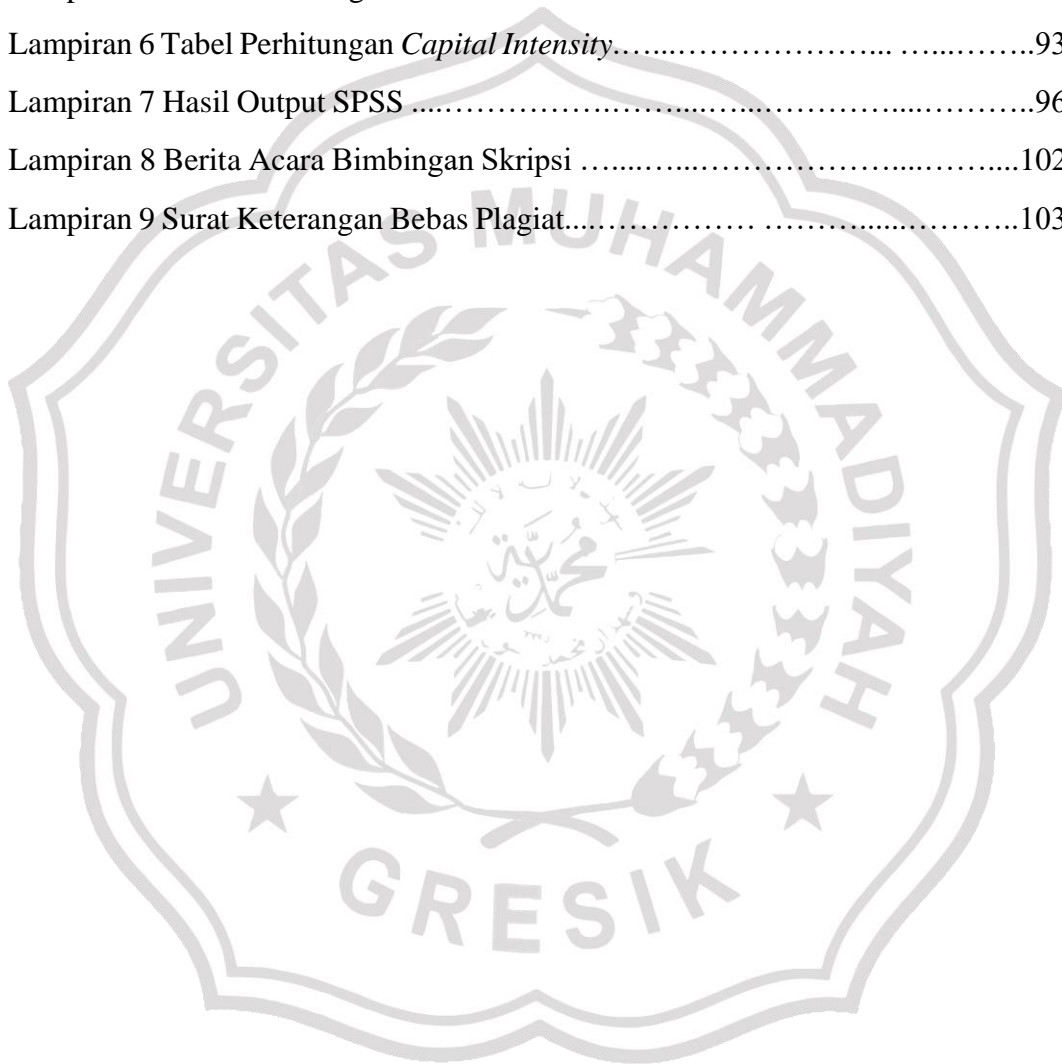 Lampiran 6 Tabel Perhitungan Capital Intensity…...………………... …...……..93
Lampiran 7 Hasil Output SPSS ....……………..……....…...……………....………..96
Lampiran 8 Berita Acara Bimbingan Skripsi …...…...………………...………....102
Lampiran 9 Surat Keterangan Bebas Plagiat...…………… ………......………..103
UNIVERSITAS MUHAMMADIYAH
محمد
GRESIK